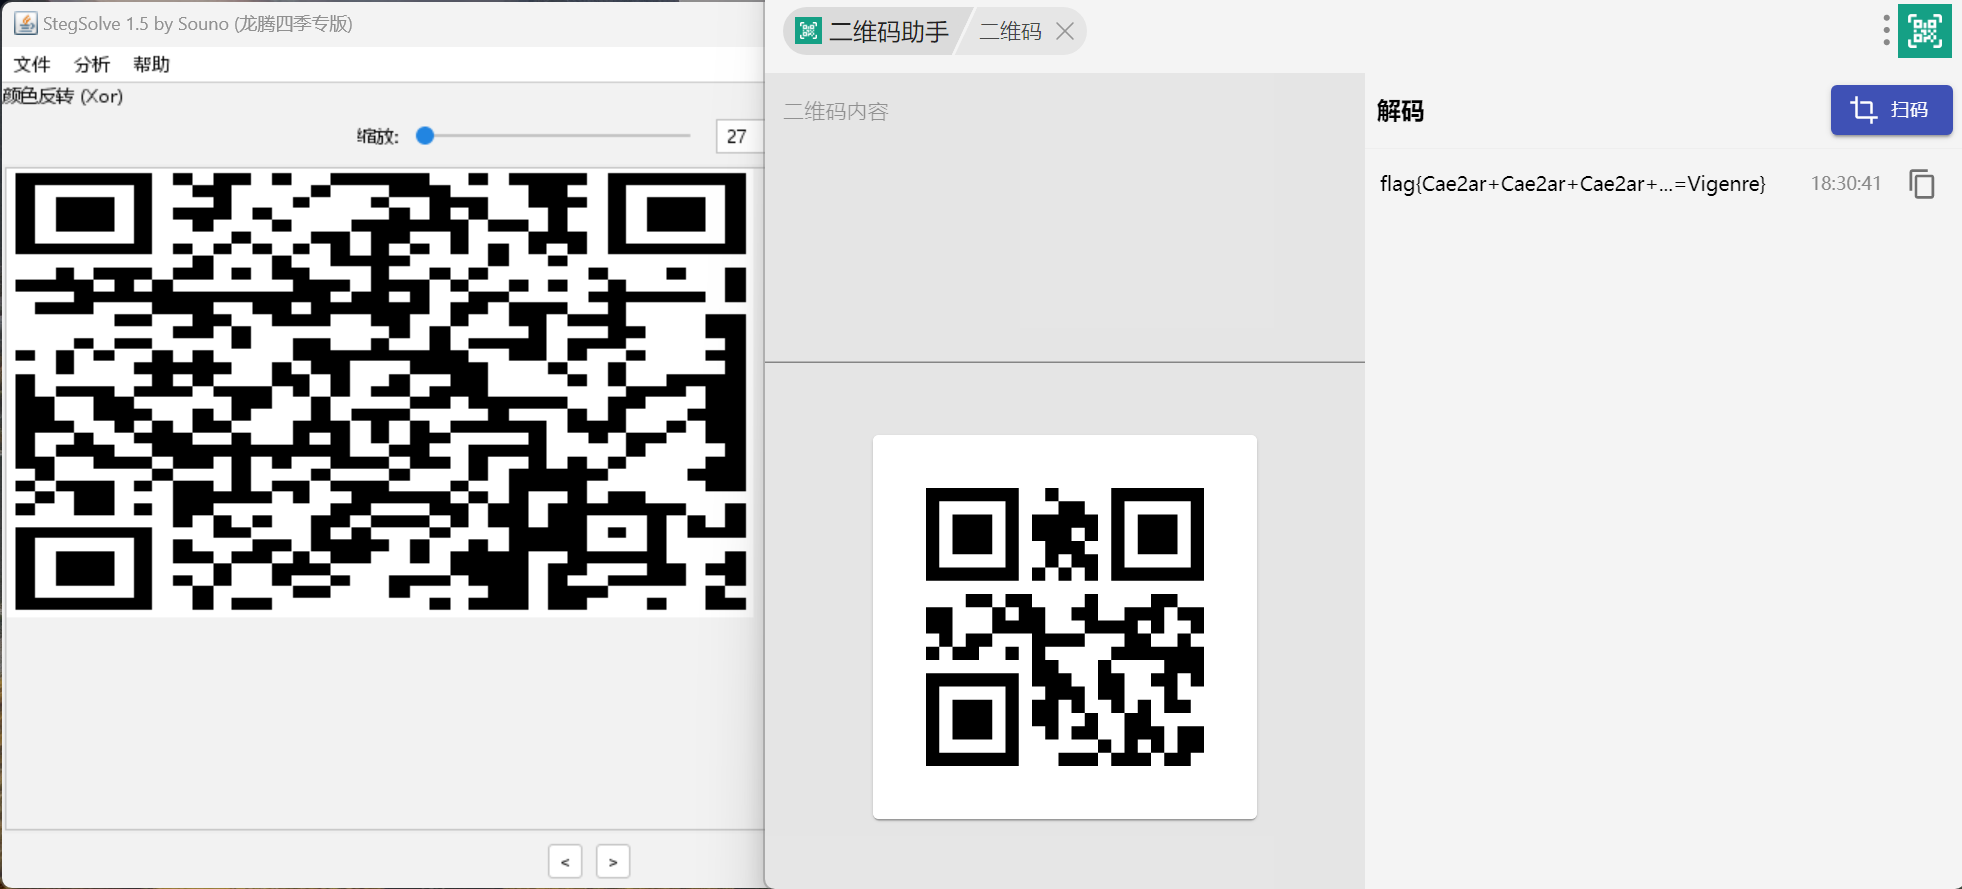 StegSolve 1.5 by Souno (龙腾四季专版)
文件 分析 帮助
颜色反转 (Xor)
缩放: 27
< >
二维码助手 二维码
二维码内容
解码 扫码
flag{Cae2ar+Cae2ar+Cae2ar+...=Vigenre} 18:30:41